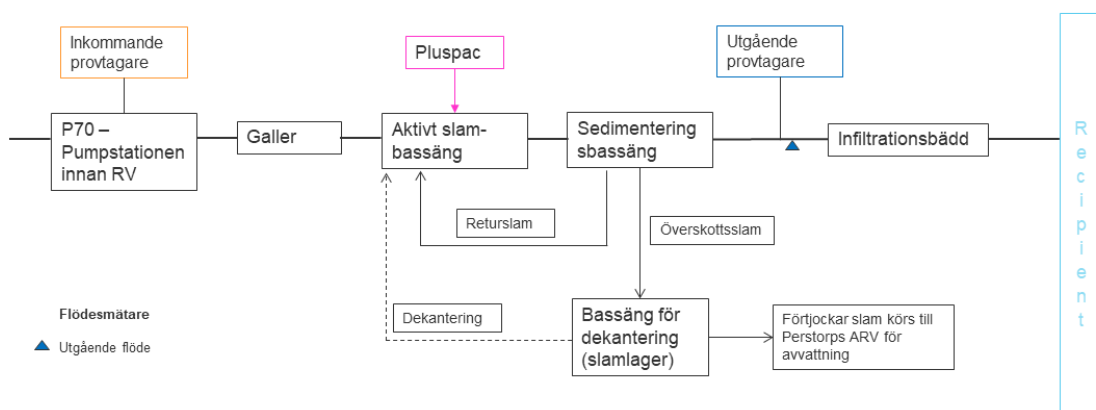 Inkommande
provtagare
Pluspac
Utgående
provtagare
P70 –
Pumpstationen
innan RV
Galler
Aktivt slam-
bassäng
Sedimentering
sbassäng
Infiltrationsbädd
Recipient
Returslam
Överskottsslam
Flödesmätare
Utgående flöde
Dekantering
Bassäng för
dekantering
(slamlager)
Förtjockar slam körs till
Perstorps ARV för
avvattning